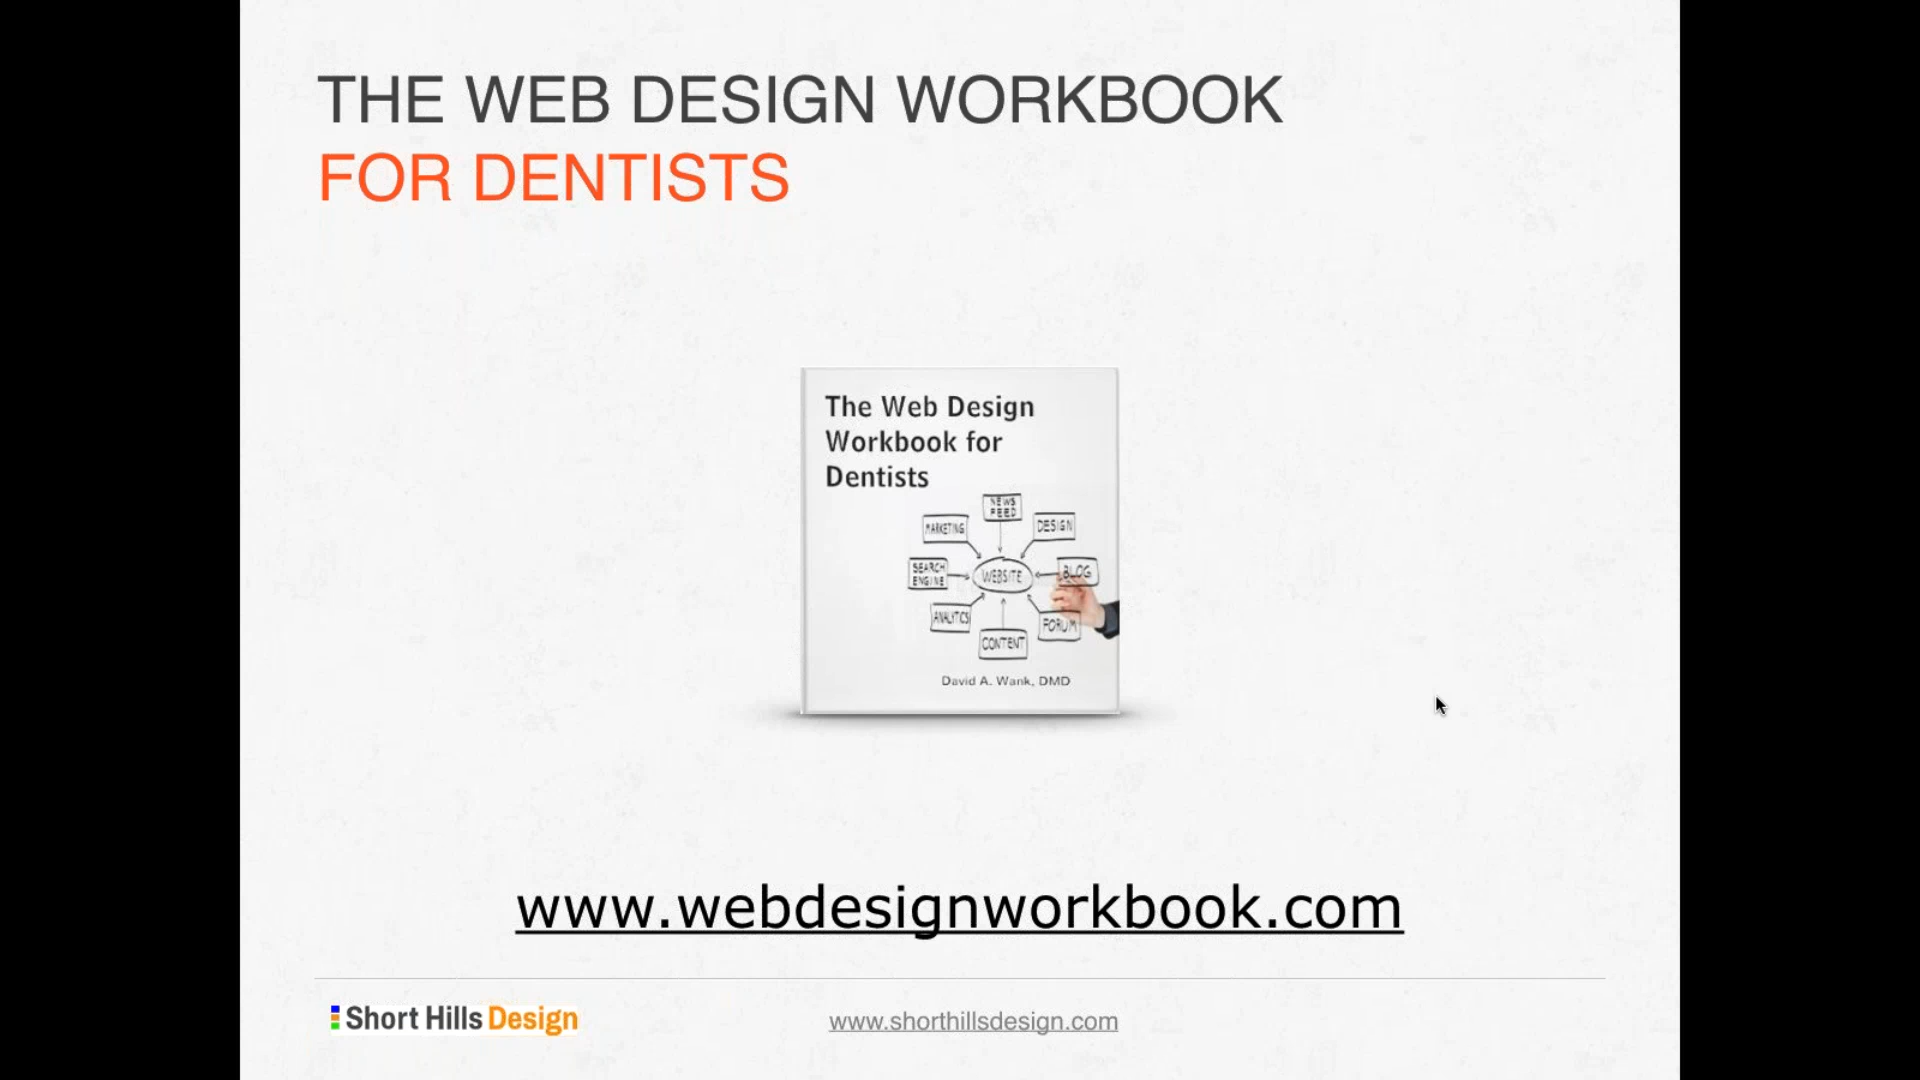 THE WEB DESIGN WORKBOOK
FOR DENTISTS
The Web Design
Workbook for
Dentists
NEWS
FEED
MARKETING
DESIGN
SEARCH
ENGINE
WEBSITE
BLOG
ANALYTICS
FORUM
CONTENT
David A. Wank, DMD
www.webdesignworkbook.com
Short Hills Design
www.shorthillsdesign.com